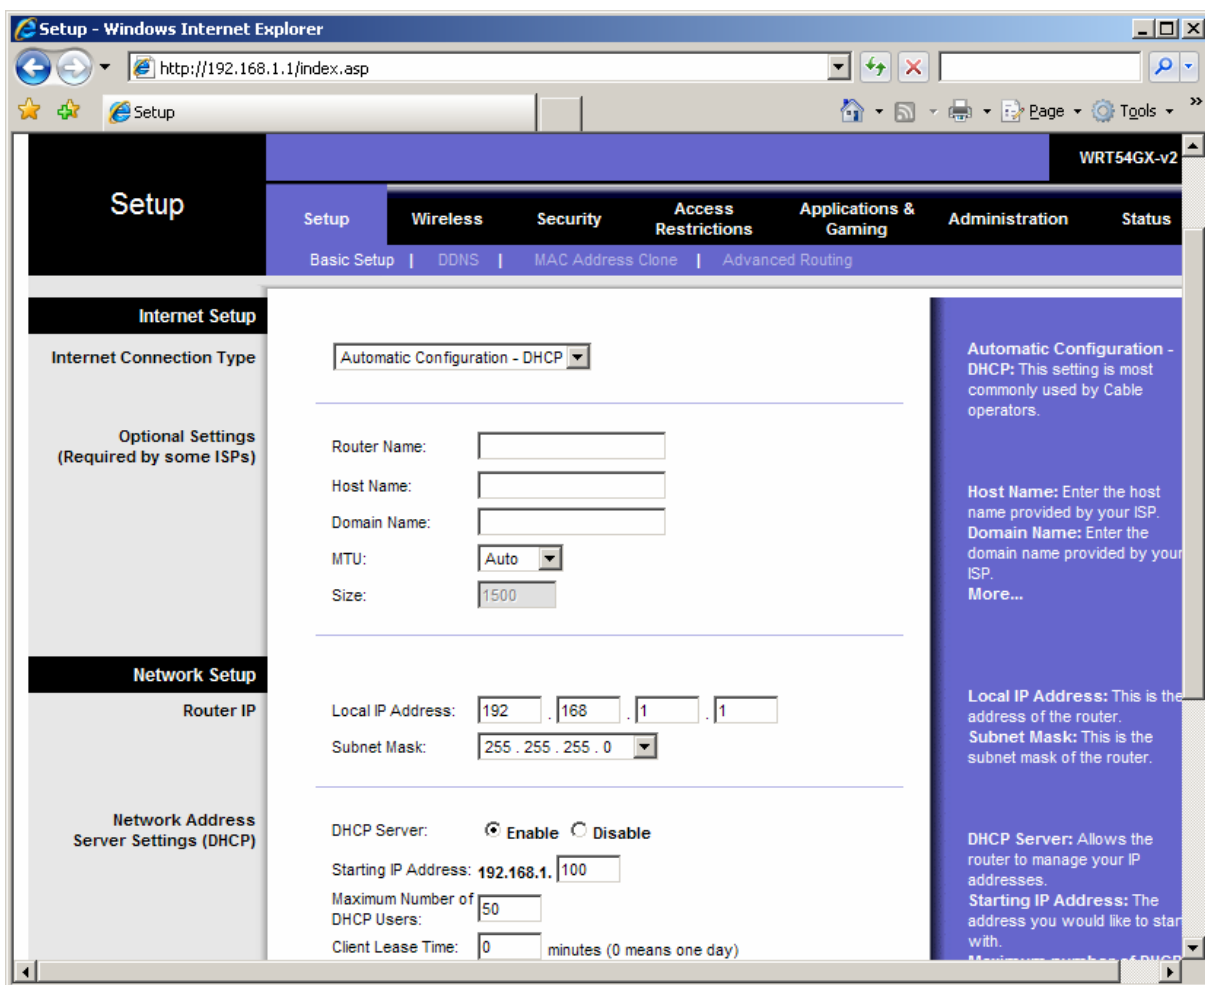 Setup - Windows Internet Explorer
http://192.168.1.1/index.asp
Setup
Page
Tools
»
WRT54GX-v2
Setup
Setup
Wireless
Security
Access
Restrictions
Applications &
Gaming
Administration
Status
Basic Setup | DDNS | MAC Address Clone | Advanced Routing
Internet Setup
Internet Connection Type
Automatic Configuration - DHCP
Optional Settings
(Required by some ISPs)
Router Name:
Host Name:
Domain Name:
MTU: Auto
Size: 1500
Network Setup
Router IP
Local IP Address: 192 . 168 . 1 . 1
Subnet Mask: 255 . 255 . 255 . 0
Network Address
Server Settings (DHCP)
DHCP Server: Enable Disable
Starting IP Address: 192.168.1. 100
Maximum Number of
DHCP Users: 50
Client Lease Time: 0 minutes (0 means one day)
Automatic Configuration -
DHCP: This setting is most
commonly used by Cable
operators.
Host Name: Enter the host
name provided by your ISP.
Domain Name: Enter the
domain name provided by your
ISP.
More...
Local IP Address: This is the
address of the router.
Subnet Mask: This is the
subnet mask of the router.
DHCP Server: Allows the
router to manage your IP
addresses.
Starting IP Address: The
address you would like to star
with.
Maximum number of DHCP